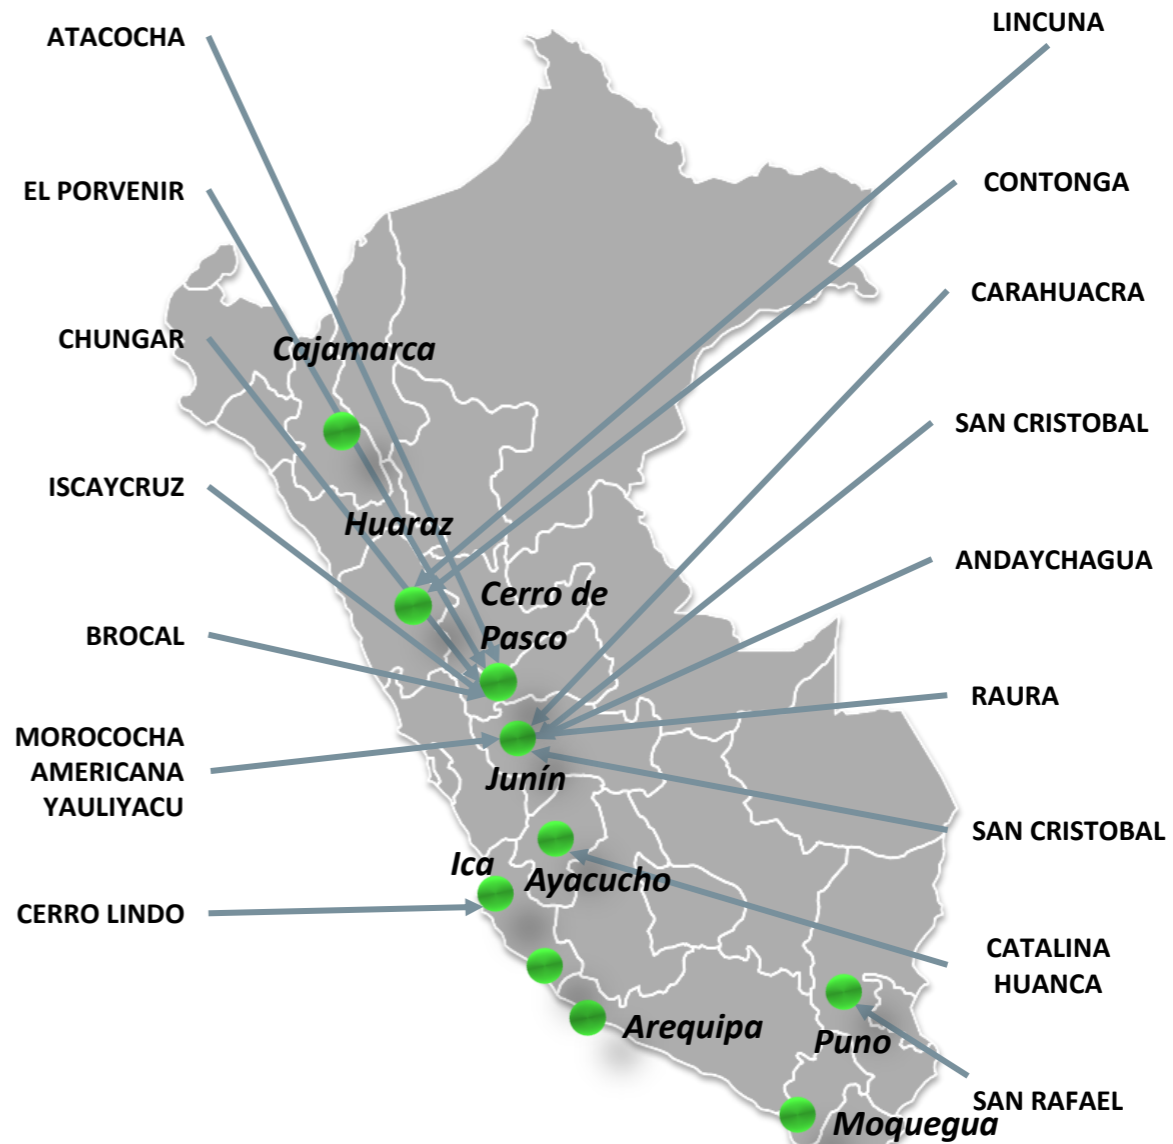 ATACOCHA
LINCUNA
EL PORVENIR
CONTONGA
CARAHUACRA
CHUNGAR
Cajamarca
SAN CRISTOBAL
ISCAYCRUZ
Huaraz
ANDAYCHAGUA
Cerro de
Pasco
BROCAL
RAURA
MOROCOCHA
AMERICANA
YAULIYACU
Junín
SAN CRISTOBAL
Ica
Ayacucho
CERRO LINDO
CATALINA
HUANCA
Arequipa
Puno
SAN RAFAEL
Moquegua